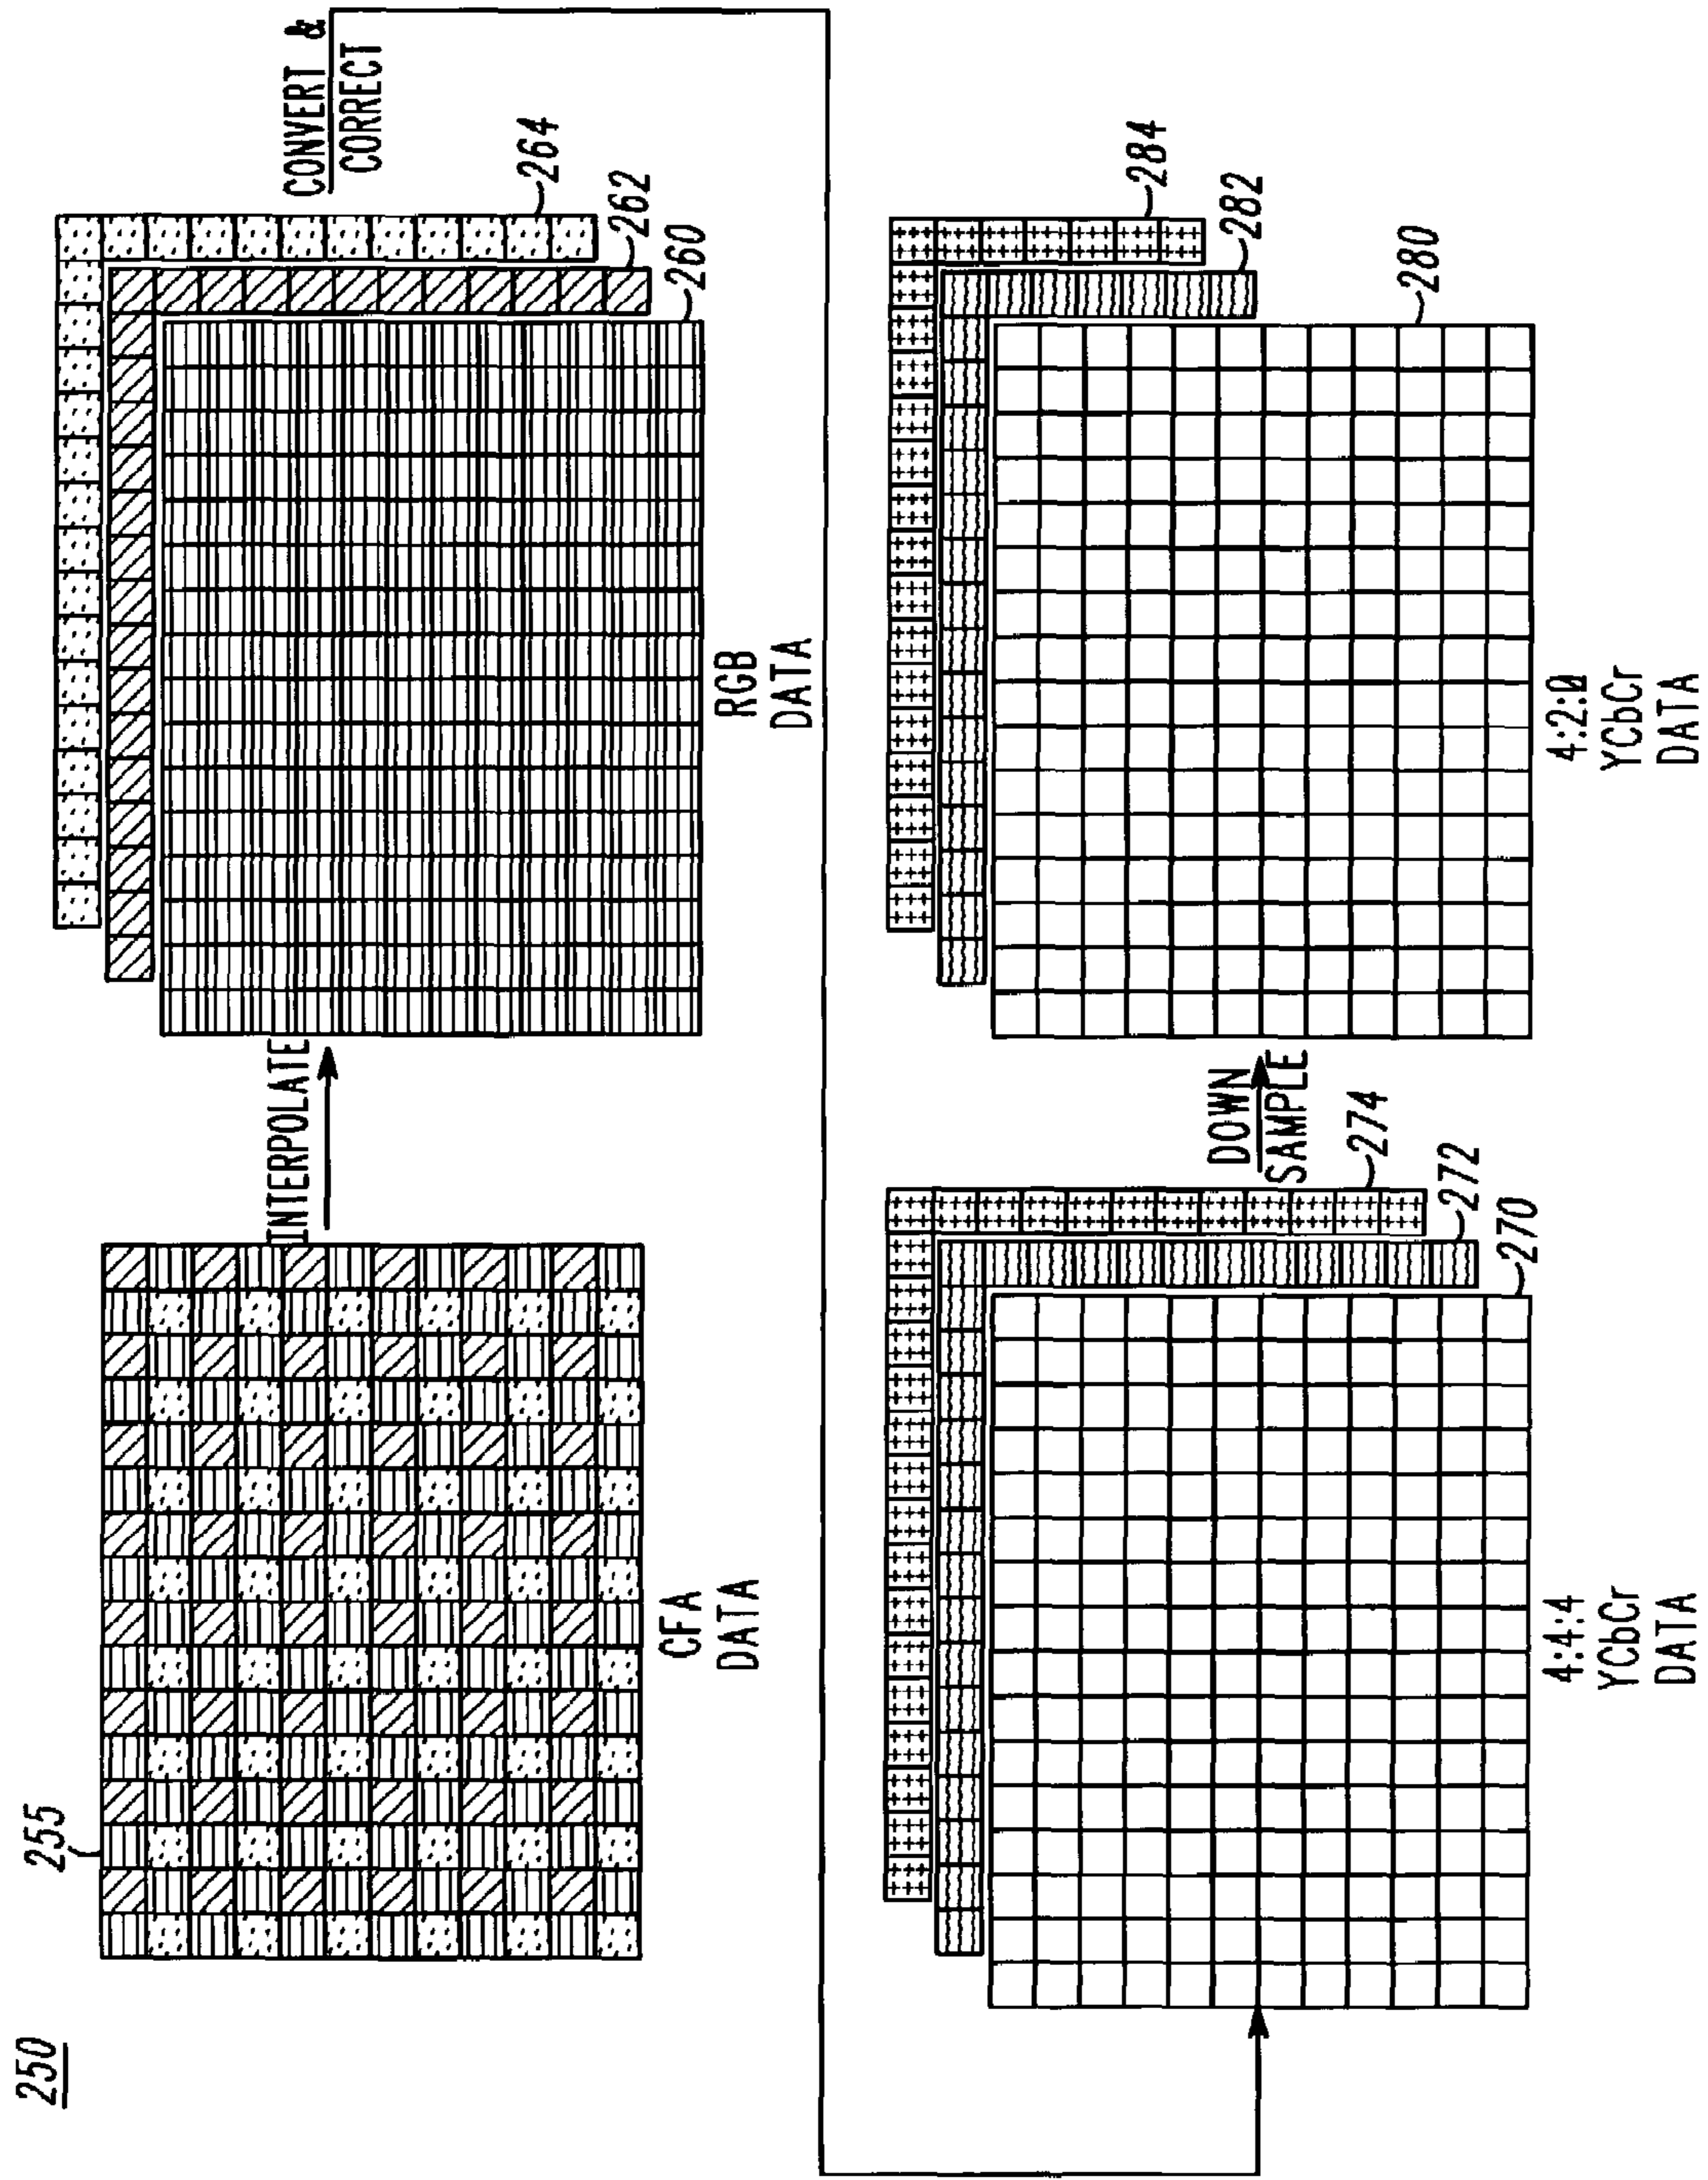 250
255
CFA
DATA
INTERPOLATE
RGB
DATA
260
262
264
CONVERT &
CORRECT
4:4:4
YCbCr
DATA
270
272
274
DOWN
SAMPLE
4:2:0
YCbCr
DATA
280
282
284